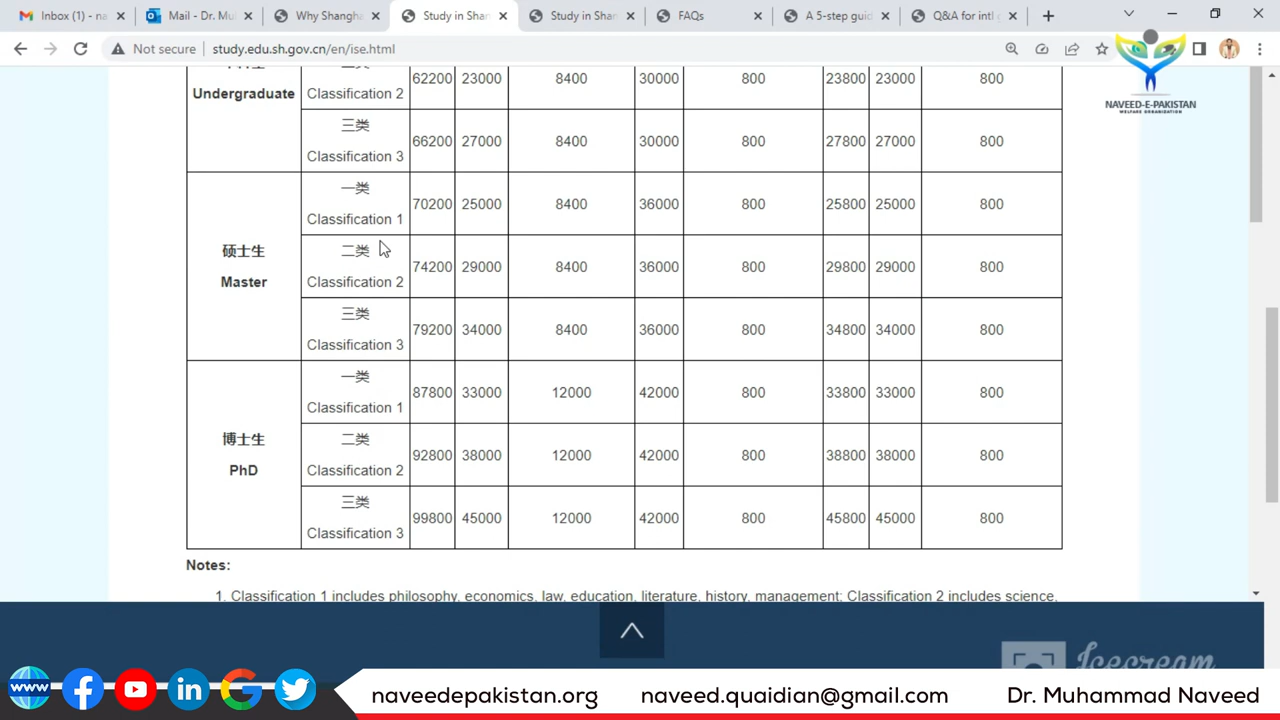 Inbox (1) - na
Mail - Dr. Mu
Why Shangha
Study in Shan
Study in Shan
FAQs
A 5-step guid
Q&A for intl g
Not secure study.edu.sh.gov.cn/en/ise.html
NAVEED-E-PAKISTAN
WELFARE ORGANIZATION
Undergraduate
Classification 2 62200 23000 8400 30000 800 23800 23000 800
三类
Classification 3 66200 27000 8400 30000 800 27800 27000 800
硕士生
Master
一类
Classification 1 70200 25000 8400 36000 800 25800 25000 800
二类
Classification 2 74200 29000 8400 36000 800 29800 29000 800
三类
Classification 3 79200 34000 8400 36000 800 34800 34000 800
博士生
PhD
一类
Classification 1 87800 33000 12000 42000 800 33800 33000 800
二类
Classification 2 92800 38000 12000 42000 800 38800 38000 800
三类
Classification 3 99800 45000 12000 42000 800 45800 45000 800
Notes:
1. Classification 1 includes philosophy, economics, law, education, literature, history, management; Classification 2 includes science,
Icecream
www
naveedepakistan.org naveed.quaidian@gmail.com Dr. Muhammad Naveed